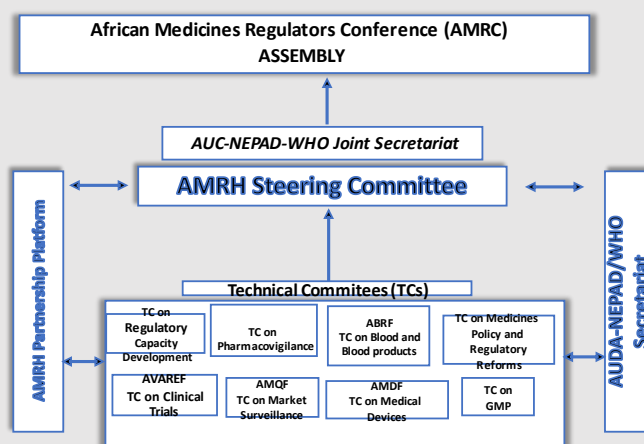 African Medicines Regulators Conference (AMRC)
ASSEMBLY
AUC-NEPAD-WHO Joint Secretariat
AMRH Steering Committee
AMRH Partnership Platform
AUDA-NEPAD/WHO
Secretariat
Technical Commitees (TCs)
TC on
Regulatory
Capacity
Development
TC on
Pharmacovigilance
ABRF
TC on Blood and
Blood products
TC on Medicines
Policy and
Regulatory
Reforms
AVAREF
TC on Clinical
Trials
AMQF
TC on Market
Surveillance
AMDF
TC on Medical
Devices
TC on
GMP